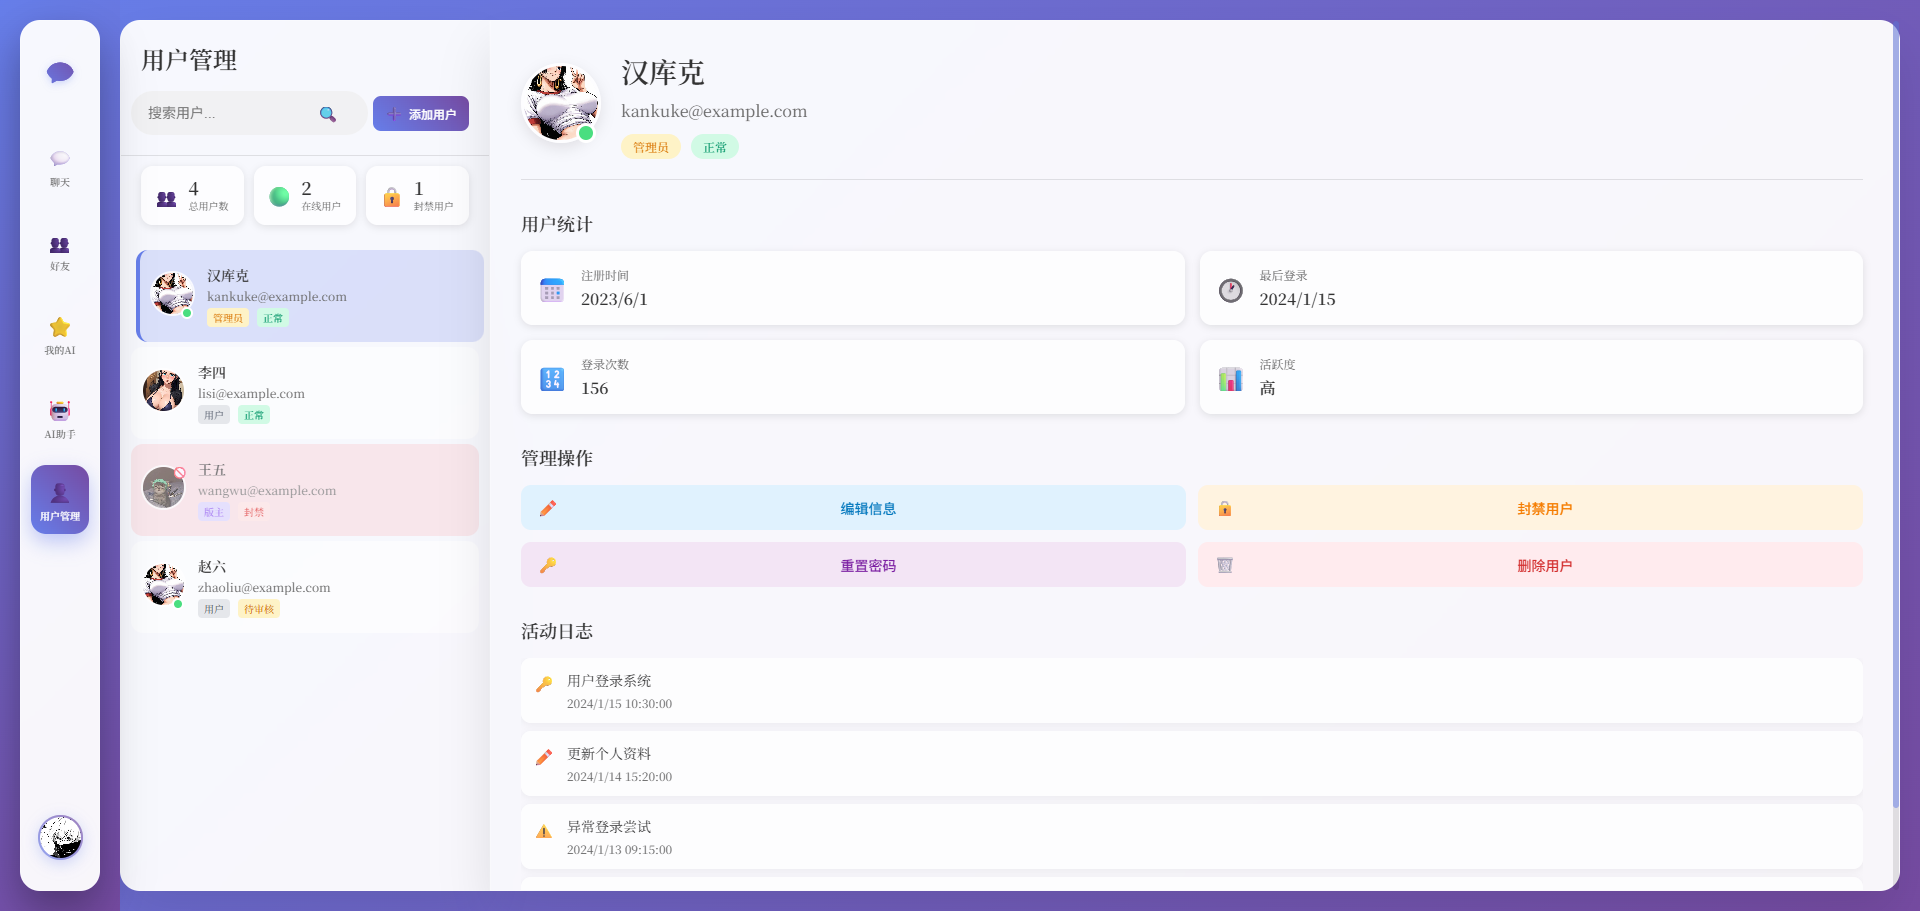 聊天
好友
我的AI
AI助手
用户管理
用户管理
搜索用户...
添加用户
4
总用户数
2
在线用户
1
封禁用户
汉库克
kankuke@example.com
管理员 正常
李四
lisi@example.com
用户 正常
王五
wangwu@example.com
版主 封禁
赵六
zhaoliu@example.com
用户 待审核
汉库克
kankuke@example.com
管理员 正常
用户统计
注册时间
2023/6/1
最后登录
2024/1/15
登录次数
156
活跃度
高
管理操作
编辑信息
封禁用户
重置密码
删除用户
活动日志
用户登录系统
2024/1/15 10:30:00
更新个人资料
2024/1/14 15:20:00
异常登录尝试
2024/1/13 09:15:00